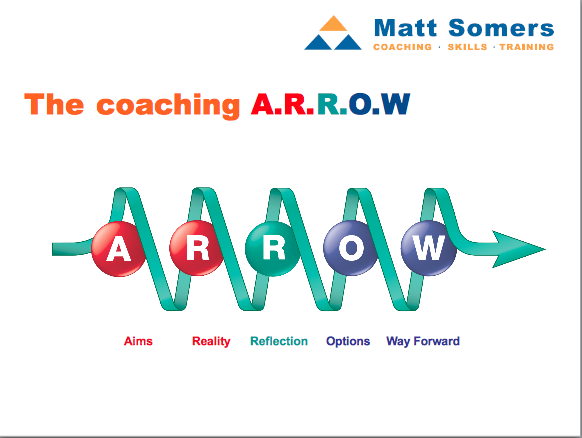 Matt Somers
COACHING · SKILLS · TRAINING
The coaching A.R.R.O.W
A R R O W
Aims Reality Reflection Options Way Forward